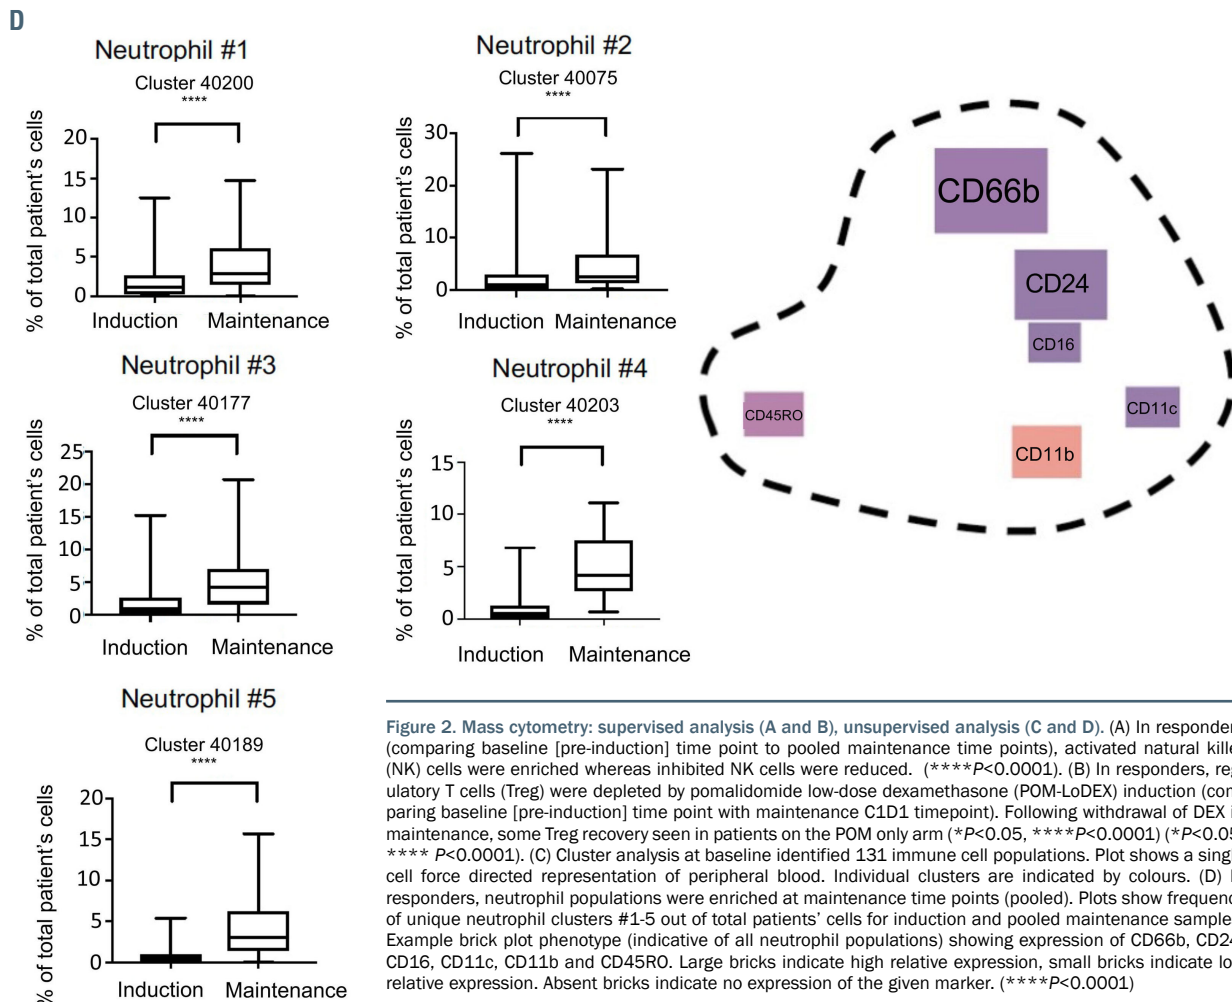 D
Neutrophil #1
Cluster 40200
****
% of total patient's cells
20
15
10
5
0
Induction Maintenance
Neutrophil #2
Cluster 40075
****
% of total patient's cells
30
20
10
0
Induction Maintenance
Neutrophil #3
Cluster 40177
****
% of total patient's cells
25
20
15
10
5
0
Induction Maintenance
Neutrophil #4
Cluster 40203
****
% of total patient's cells
15
10
5
0
Induction Maintenance
Neutrophil #5
Cluster 40189
****
% of total patient's cells
20
15
10
5
0
Induction Maintenance
CD66b
CD24
CD16
CD45RO
CD11c
CD11b
Figure 2. Mass cytometry: supervised analysis (A and B), unsupervised analysis (C and D). (A) In responder
(comparing baseline [pre-induction] time point to pooled maintenance time points), activated natural kille
(NK) cells were enriched whereas inhibited NK cells were reduced. (****P<0.0001). (B) In responders, reg
ulatory T cells (Treg) were depleted by pomalidomide low-dose dexamethasone (POM-LoDEX) induction (com
paring baseline [pre-induction] time point with maintenance C1D1 timepoint). Following withdrawal of DEX i
maintenance, some Treg recovery seen in patients on the POM only arm (*P<0.05, ****P<0.0001) (*P<0.05
**** P<0.0001). (C) Cluster analysis at baseline identified 131 immune cell populations. Plot shows a singl
cell force directed representation of peripheral blood. Individual clusters are indicated by colours. (D)
responders, neutrophil populations were enriched at maintenance time points (pooled). Plots show frequenc
of unique neutrophil clusters #1-5 out of total patients' cells for induction and pooled maintenance sample
Example brick plot phenotype (indicative of all neutrophil populations) showing expression of CD66b, CD24
CD16, CD11c, CD11b and CD45RO. Large bricks indicate high relative expression, small bricks indicate lo
relative expression. Absent bricks indicate no expression of the given marker. (****P<0.0001)